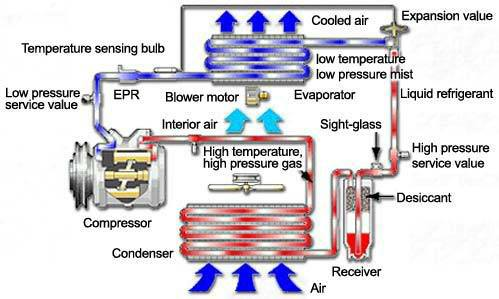 Cooled air
Expansion value
Temperature sensing bulb
low temperature
low pressure mist
Low pressure
service value
EPR
Blower motor
Evaporator
Liquid refrigerant
Interior air
Sight-glass
High temperature,
high pressure gas
High pressure
service value
Desiccant
Compressor
Condenser
Receiver
Air